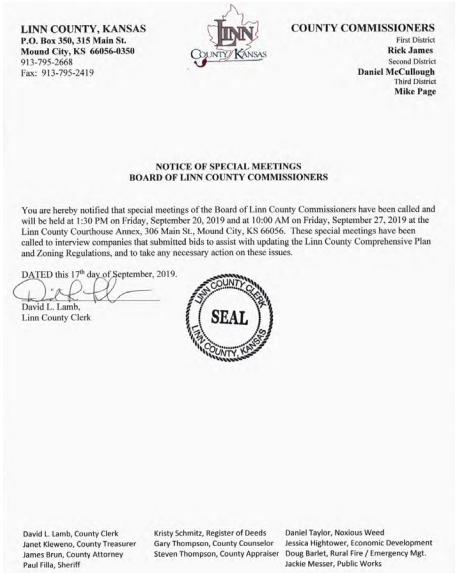 LINN COUNTY, KANSAS
P.O. Box 350, 315 Main St.
Mound City, KS 66056-0350
913-795-2668
Fax: 913-795-2419
LINN
COUNTY KANSAS
COUNTY COMMISSIONERS
First District
Rick James
Second District
Daniel McCullough
Third District
Mike Page
NOTICE OF SPECIAL MEETINGS
BOARD OF LINN COUNTY COMMISSIONERS
You are hereby notified that special meetings of the Board of Linn County Commissioners have been called and
will be held at 1:30 PM on Friday, September 20, 2019 and at 10:00 AM on Friday, September 27, 2019 at the
Linn County Courthouse Annex, 306 Main St., Mound City, KS 66056. These special meetings have been
called to interview companies that submitted bids to assist with updating the Linn County Comprehensive Plan
and Zoning Regulations, and to take any necessary action on these issues.
DATED this 17th day of September, 2019.
David L. Lamb,
Linn County Clerk
LINN COUNTY CLERK
SEAL
LINN COUNTY, KANSAS
David L. Lamb, County Clerk
Janet Kleweno, County Treasurer
James Brun, County Attorney
Paul Filla, Sheriff
Kristy Schmitz, Register of Deeds
Gary Thompson, County Counselor
Steven Thompson, County Appraiser
Daniel Taylor, Noxious Weed
Jessica Hightower, Economic Development
Doug Barlet, Rural Fire / Emergency Mgt.
Jackie Messer, Public Works